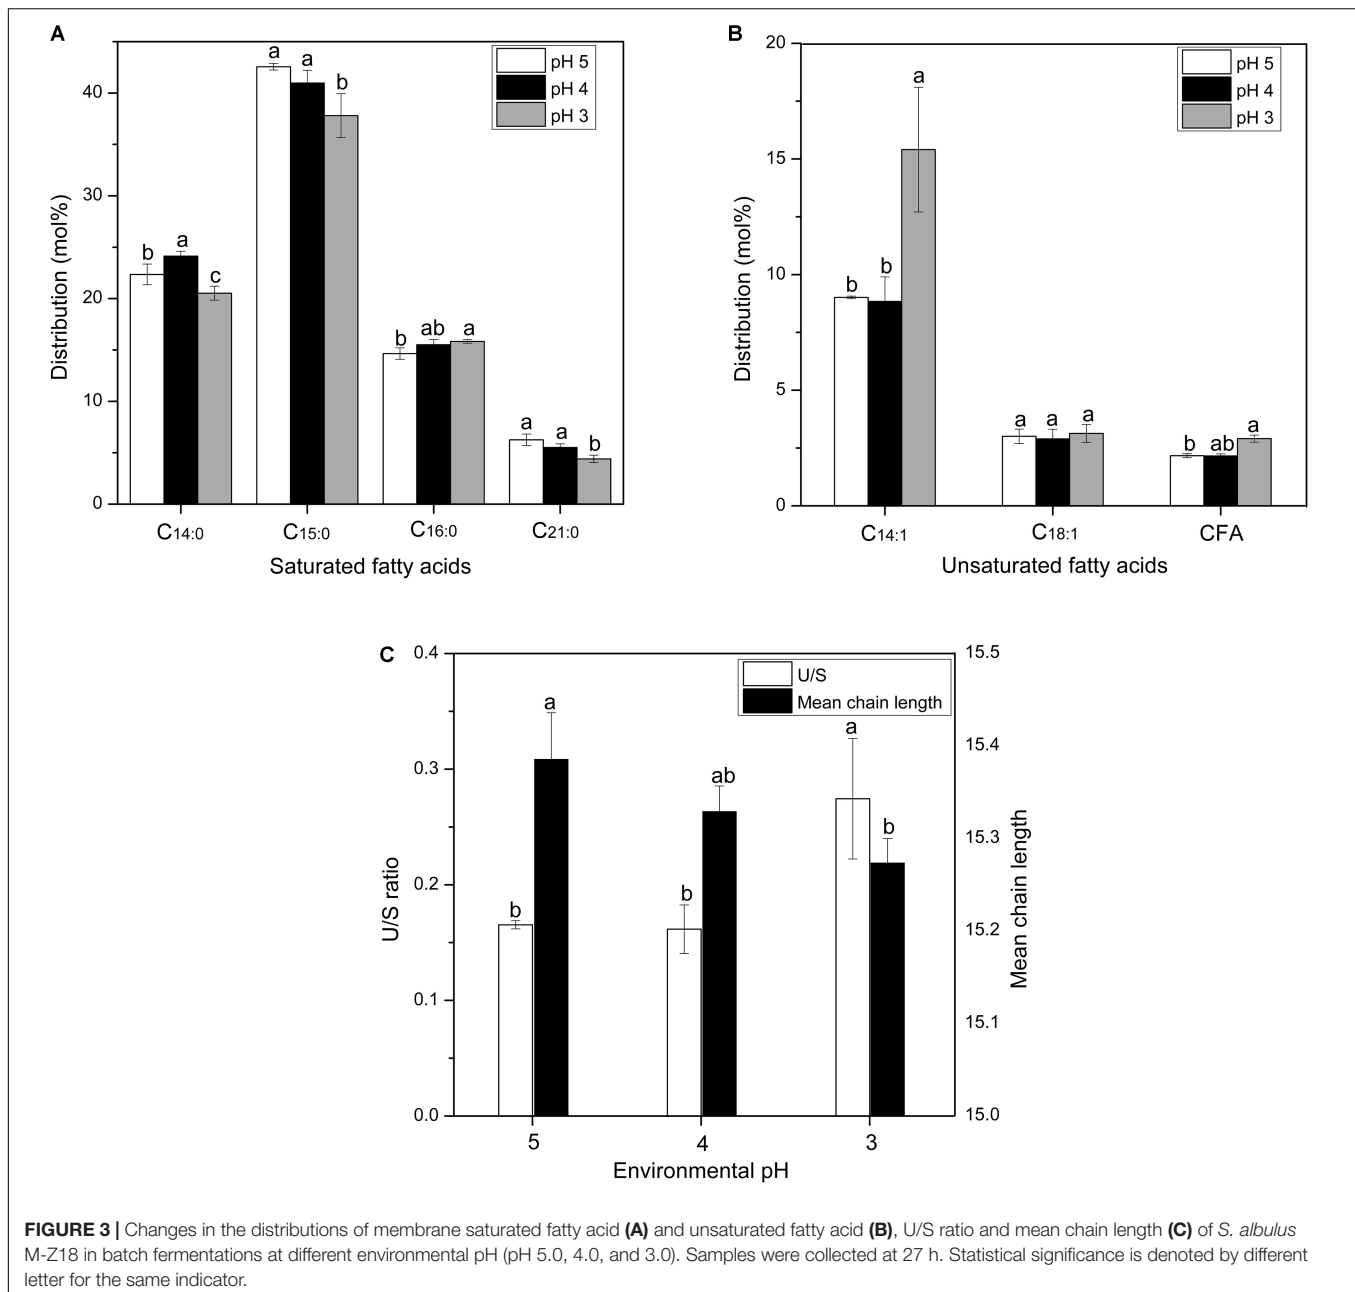 A
pH 5
pH 4
pH 3
Distribution (mol%)
40
30
20
10
0
b
a
c
a
a
b
b
ab
a
a
a
b
C14:0
C15:0
C16:0
C21:0
Saturated fatty acids
B
pH 5
pH 4
pH 3
Distribution (mol%)
20
15
10
5
0
b
b
a
a
a
a
b
ab
a
C14:1
C18:1
CFA
Unsaturated fatty acids
C
U/S
Mean chain length
U/S ratio
0.4
0.3
0.2
0.1
0.0
b
a
b
ab
a
b
15.5
15.4
15.3
15.2
15.1
15.0
Mean chain length
5
4
3
Environmental pH
FIGURE 3 | Changes in the distributions of membrane saturated fatty acid (A) and unsaturated fatty acid (B), U/S ratio and mean chain length (C) of S. albulus
M-Z18 in batch fermentations at different environmental pH (pH 5.0, 4.0, and 3.0). Samples were collected at 27 h. Statistical significance is denoted by different
letter for the same indicator.